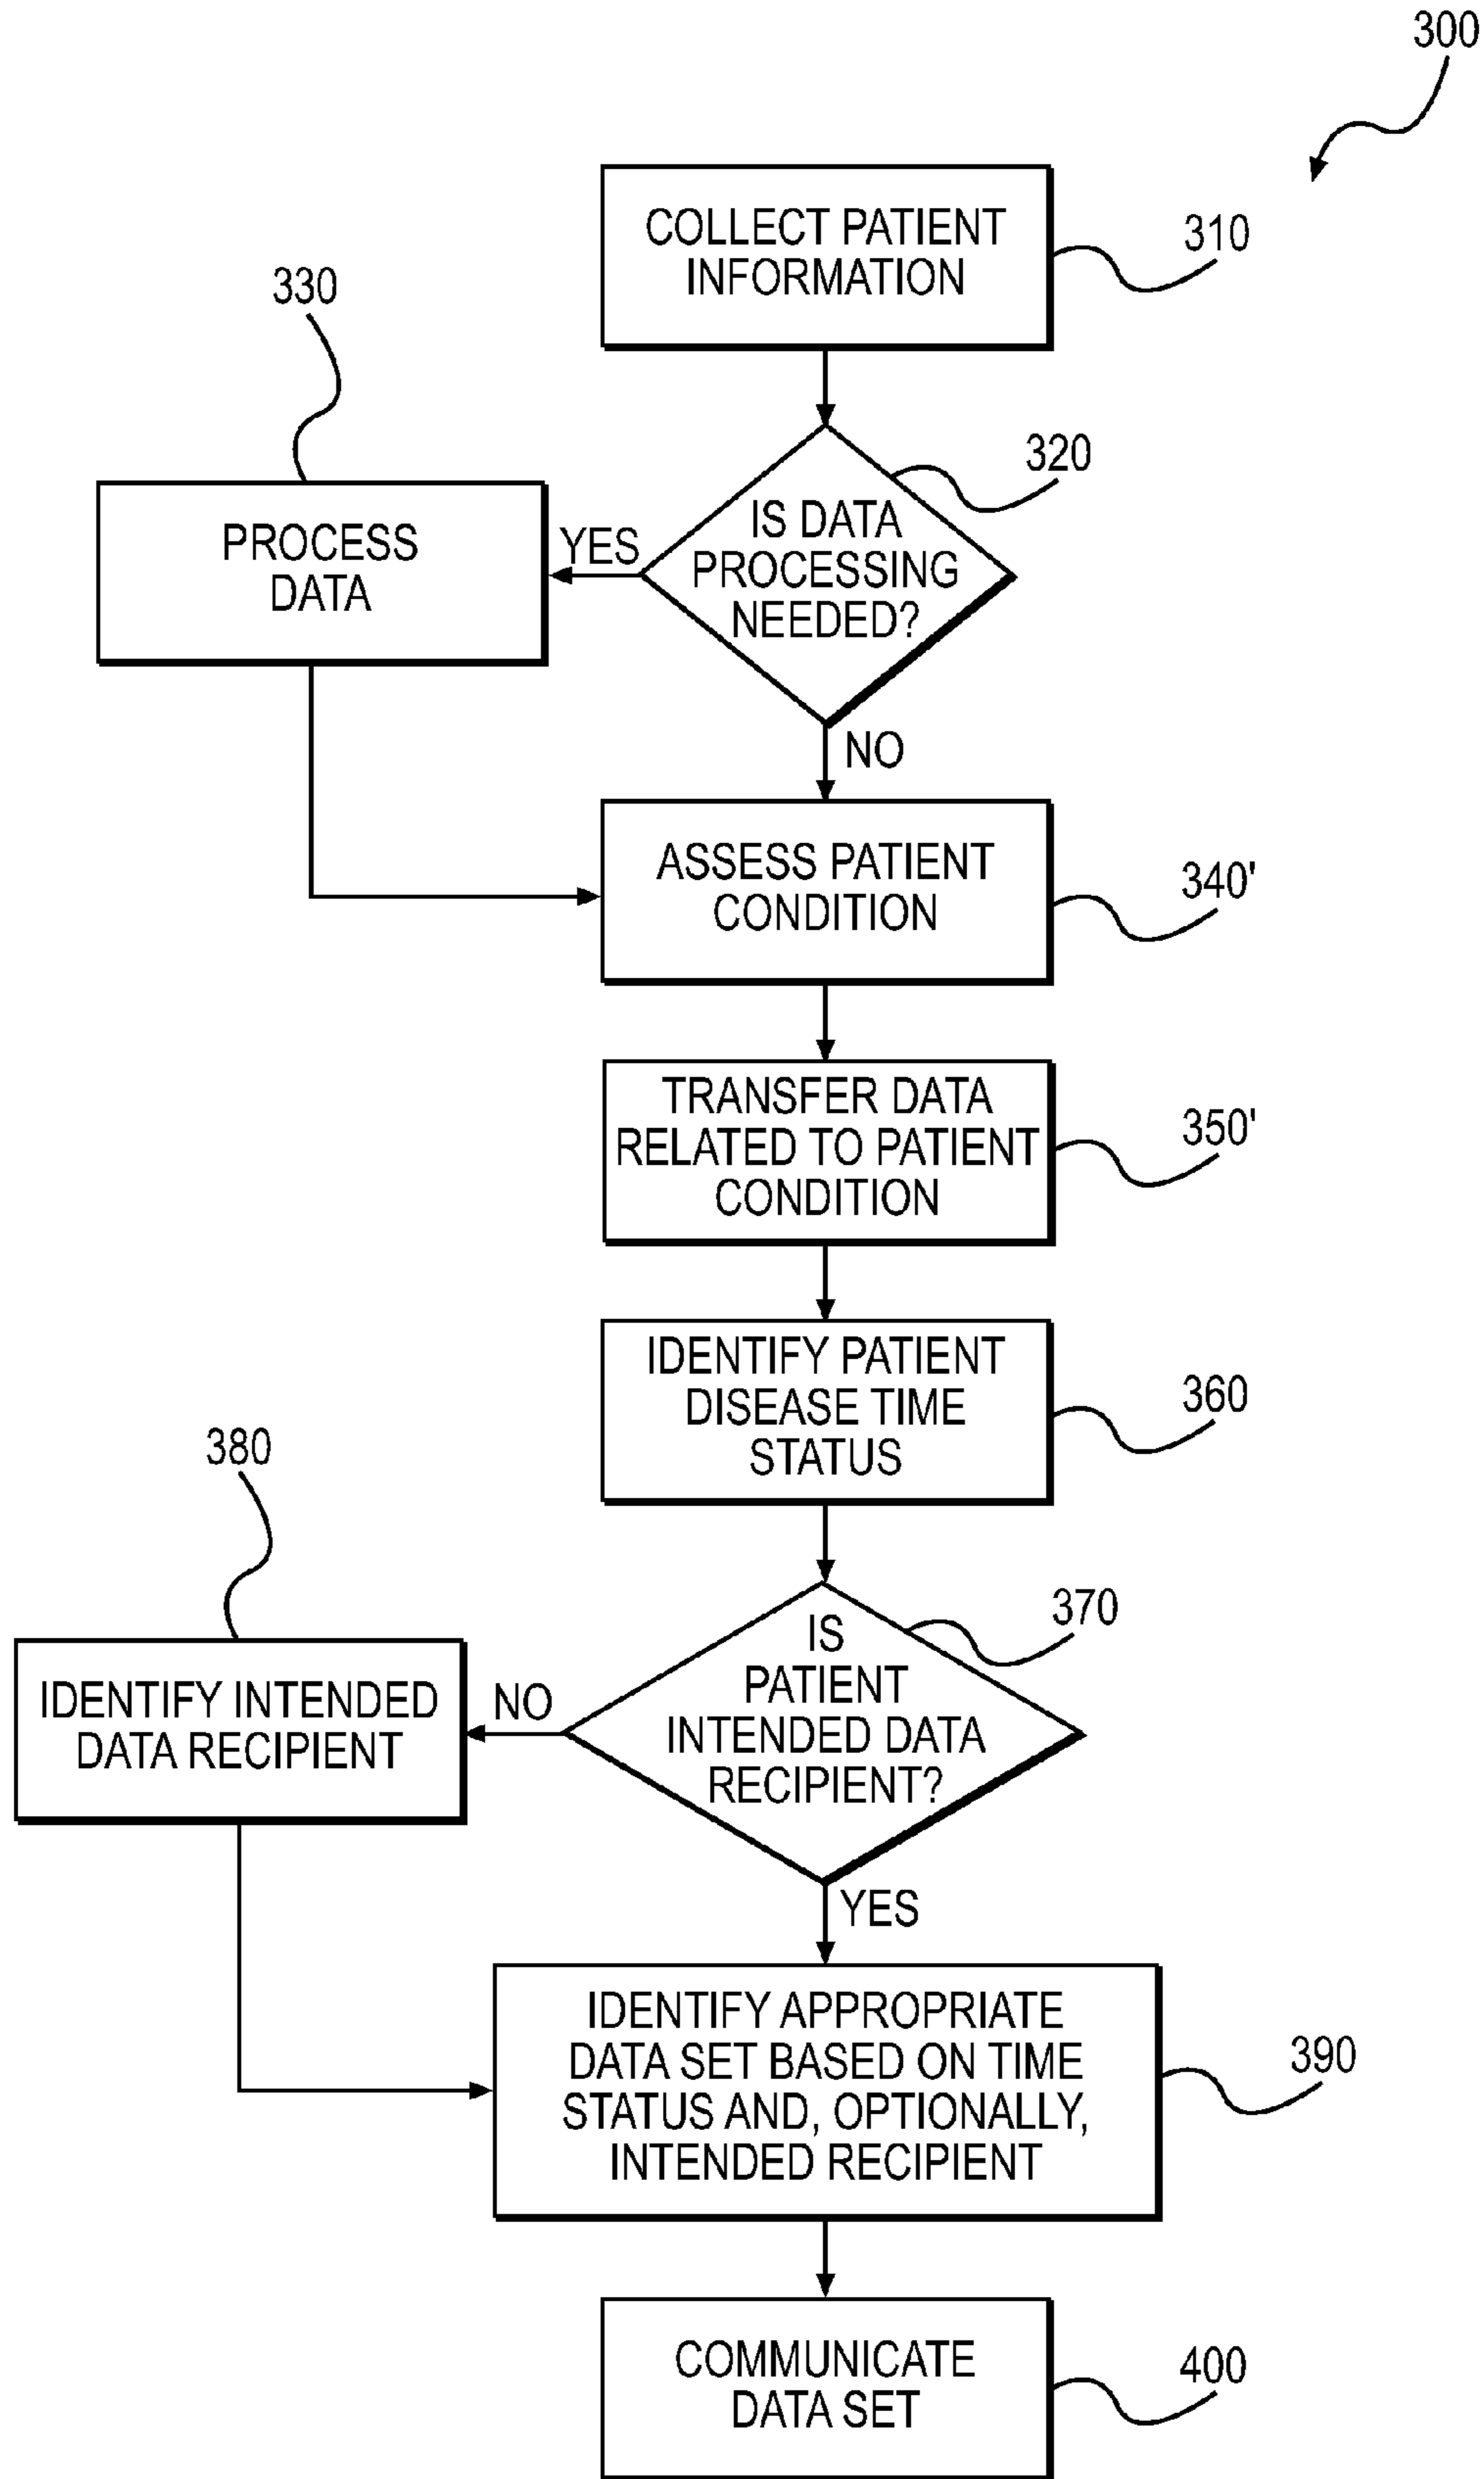 300
COLLECT PATIENT
INFORMATION
310
330
320
IS DATA
PROCESSING
NEEDED?
YES
PROCESS
DATA
NO
ASSESS PATIENT
CONDITION
340'
TRANSFER DATA
RELATED TO PATIENT
CONDITION
350'
IDENTIFY PATIENT
DISEASE TIME
STATUS
360
380
370
IS
PATIENT
INTENDED DATA
RECIPIENT?
NO
IDENTIFY INTENDED
DATA RECIPIENT
YES
IDENTIFY APPROPRIATE
DATA SET BASED ON TIME
STATUS AND, OPTIONALLY,
INTENDED RECIPIENT
390
COMMUNICATE
DATA SET
400